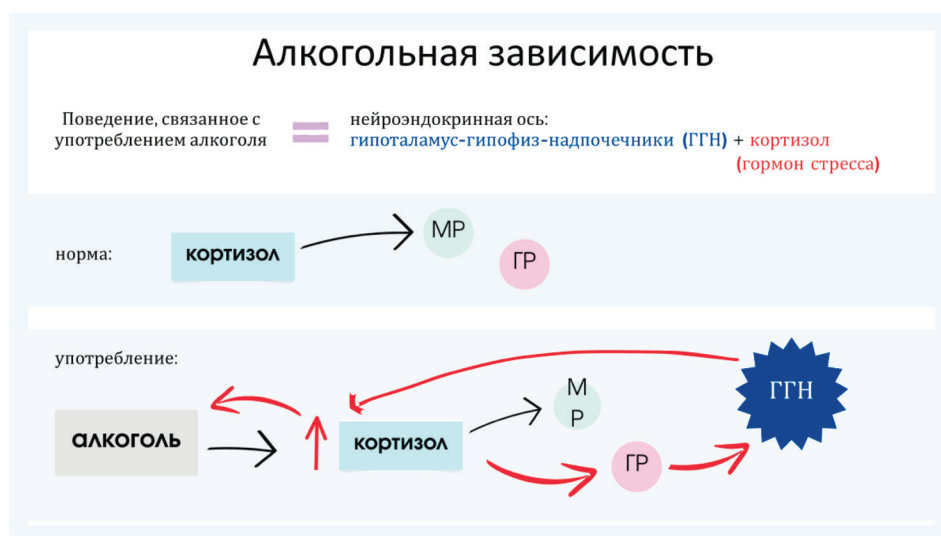 Алкогольная зависимость
Поведение, связанное с
употреблением алкоголя
нейроэндокринная ось:
гипоталамус-гипофиз-надпочечники (ГГН) + кортизол
(гормон стресса)
норма:
кортизол
МР
ГР
употребление:
алкоголь
кортизол
М
Р
ГР
ГГН